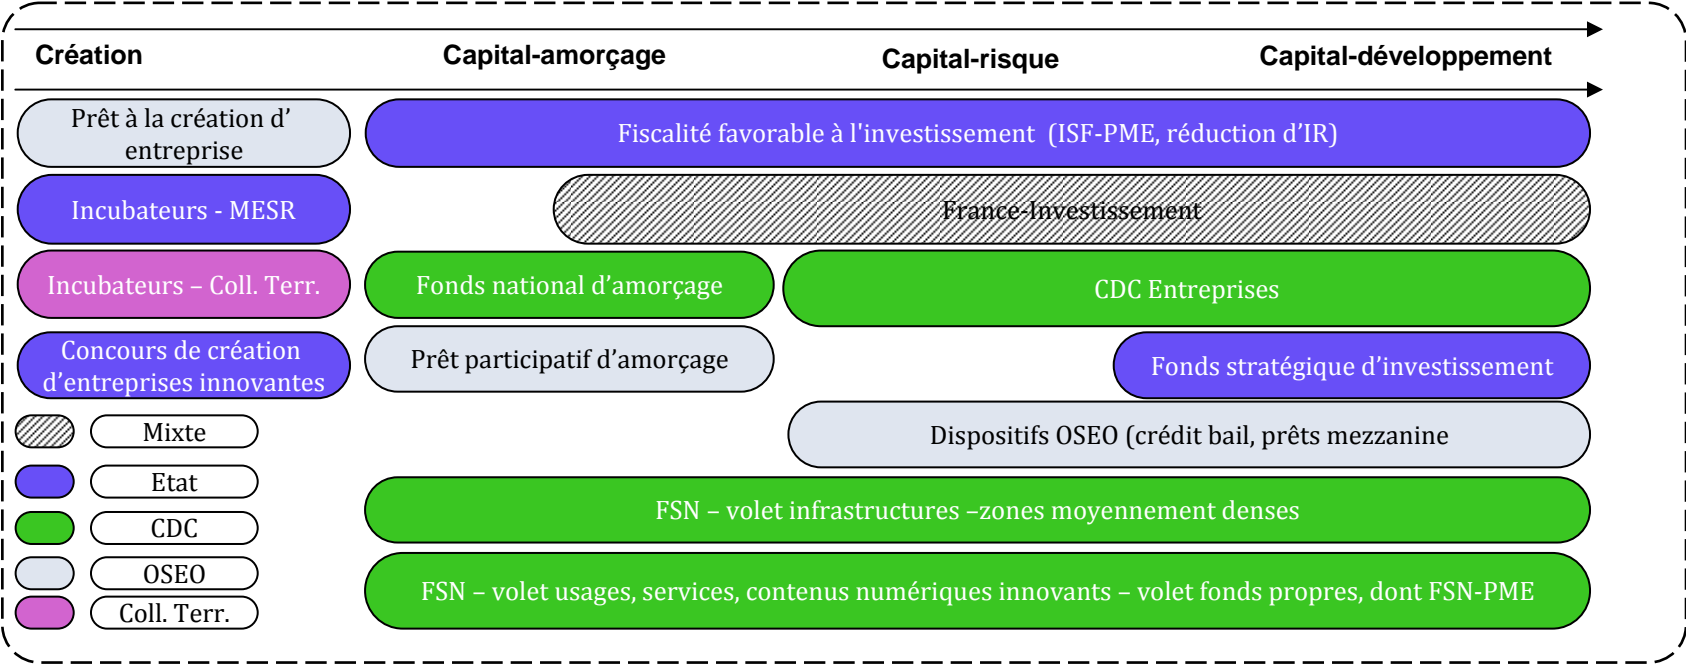 Création
Capital-amorçage
Capital-risque
Capital-développement
Prêt à la création d’
entreprise
Fiscalité favorable à l'investissement  (ISF-PME, réduction d’IR)
Incubateurs - MESR
France-Investissement
Incubateurs – Coll. Terr.
Fonds national d’amorçage
CDC Entreprises
Concours de création
d’entreprises innovantes
Prêt participatif d’amorçage
Fonds stratégique d’investissement
Mixte
Dispositifs OSEO (crédit bail, prêts mezzanine
Etat
FSN – volet infrastructures –zones moyennement denses
CDC
OSEO
FSN – volet usages, services, contenus numériques innovants – volet fonds propres, dont FSN-PME
Coll. Terr.